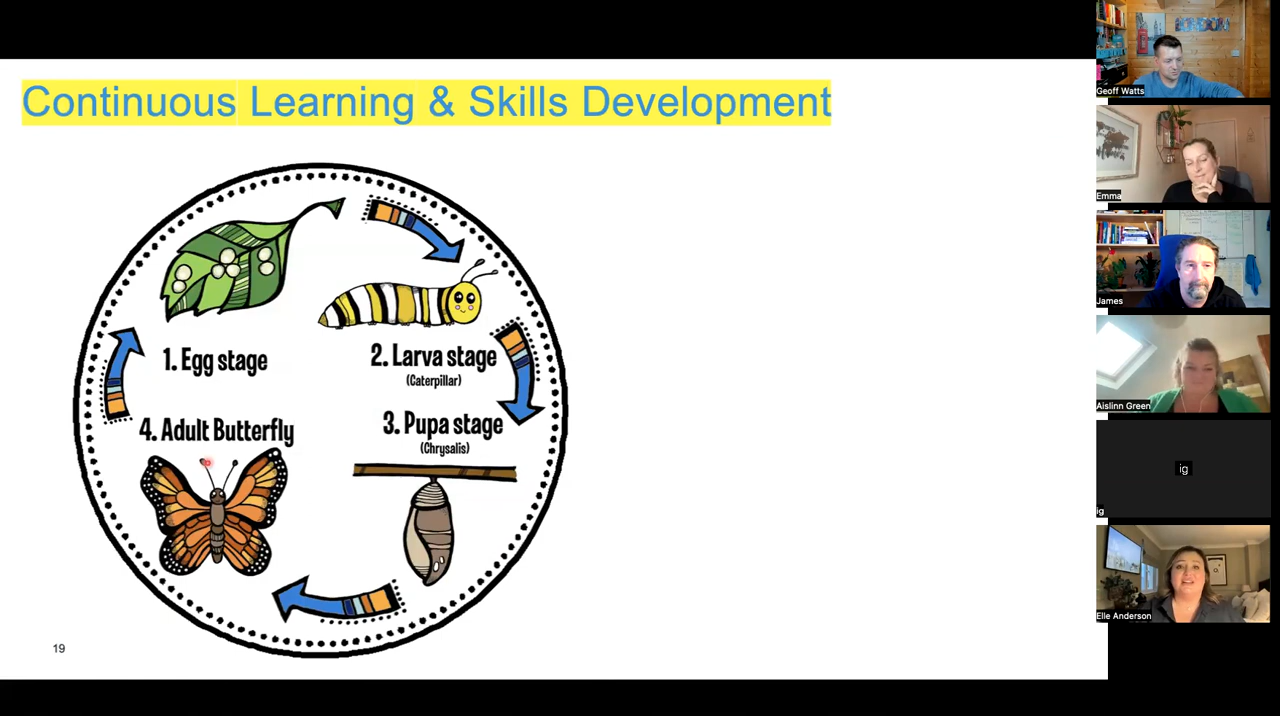 Continuous Learning & Skills Development
1. Egg stage
2. Larva stage
(Caterpillar)
4. Adult Butterfly
3. Pupa stage
(Chrysalis)
19
Geoff Watts
Emma
James
Aislinn Green
ig
ig
Elle Anderson